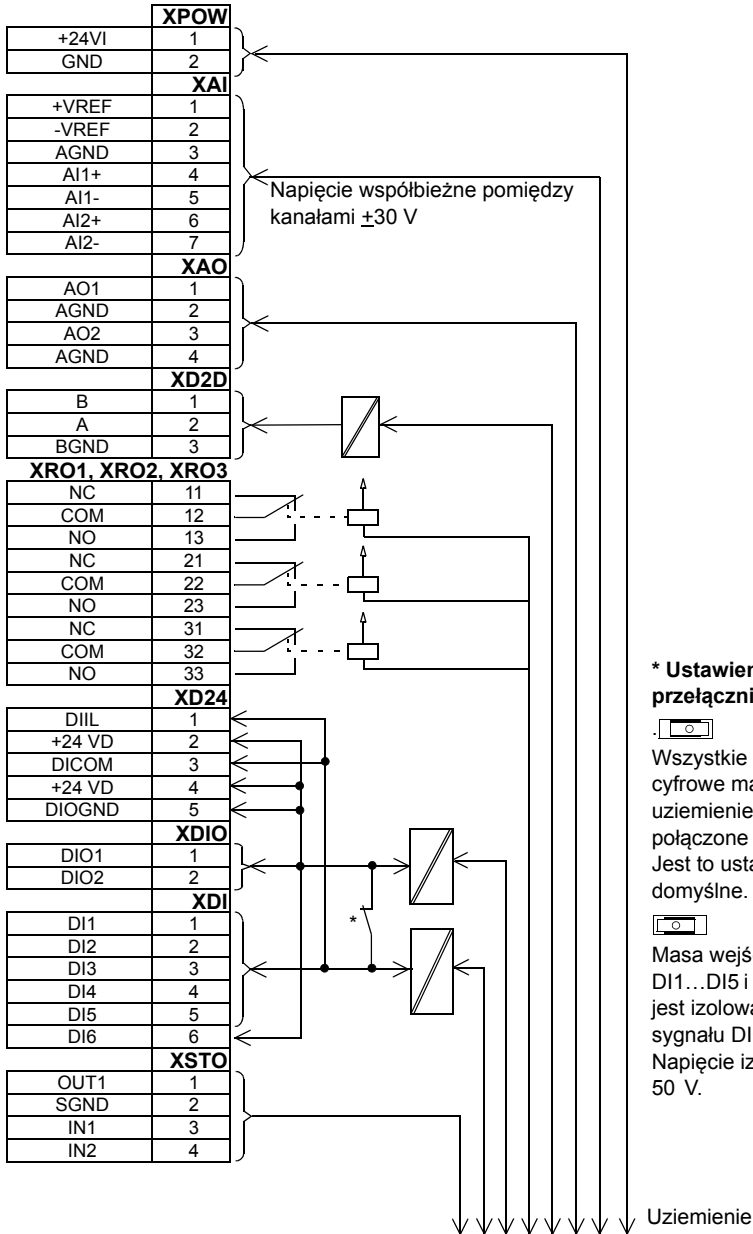 XPOW
+24VI 1
GND 2
XAI
+VREF 1
-VREF 2
AGND 3
AI1+ 4
AI1- 5
AI2+ 6
AI2- 7
Napięcie współbieżne pomiędzy
kanałami ±30 V
XAO
AO1 1
AGND 2
AO2 3
AGND 4
XD2D
B 1
A 2
BGND 3
XRO1, XRO2, XRO3
NC 11
COM 12
NO 13
NC 21
COM 22
NO 23
NC 31
COM 32
NO 33
XD24
DIIL 1
+24 VD 2
DICOM 3
+24 VD 4
DIOGND 5
XDIO
DIO1 1
DIO2 2
XDI
DI1 1
DI2 2
DI3 3
DI4 4
DI5 5
DI6 6
*
XSTO
OUT1 1
SGND 2
IN1 3
IN2 4
* Ustawien
przełączni
.
Wszystkie
cyfrowe ma
uziemienie
połączone
Jest to usta
domyślne.
Masa wejś
DI1…DI5 i
jest izolowa
sygnału DI
Napięcie iz
50 V.
Uziemienie